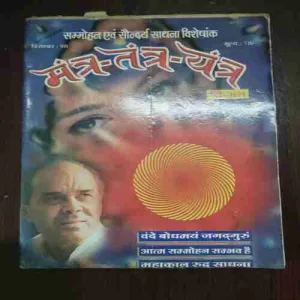 सम्मोहन एवं सौन्दर्य साधना विशेषांक
मंत्र-तंत्र-यंत्र
वंदे बोधमयं जगद्गुरुं
आत्म सम्मोहन सम्भव है
महाकाल रुद्र साधना